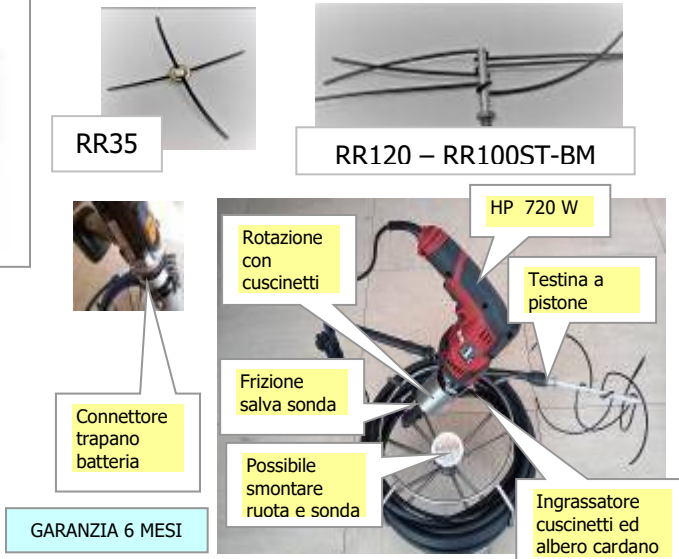 RR35
RR120 – RR100ST-BM
HP 720 W
Rotazione
con
cuscinetti
Testina a
pistone
Frizione
salva sonda
Connettore
trapano
batteria
Possibile
smontare
ruota e sonda
Ingrassatore
cuscinetti ed
albero cardano
GARANZIA 6 MESI